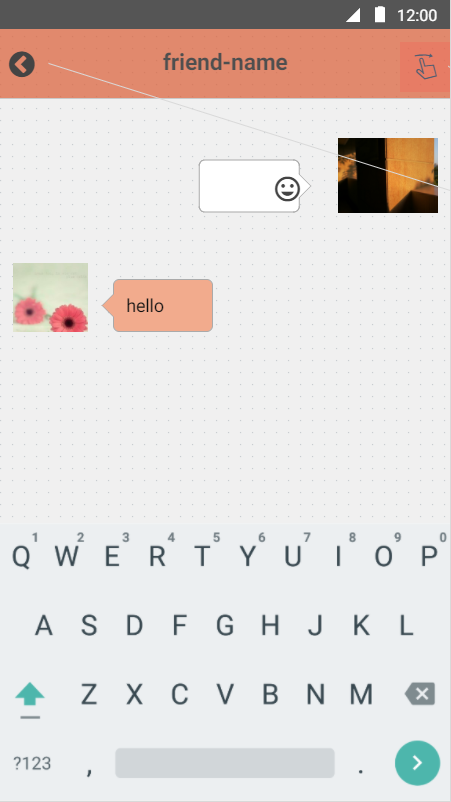 12:00
friend-name
hello
1 2 3 4 5 6 7 8 9 0
Q W E R T Y U I O P
A S D F G H J K L
Z X C V B N M
?123 , .